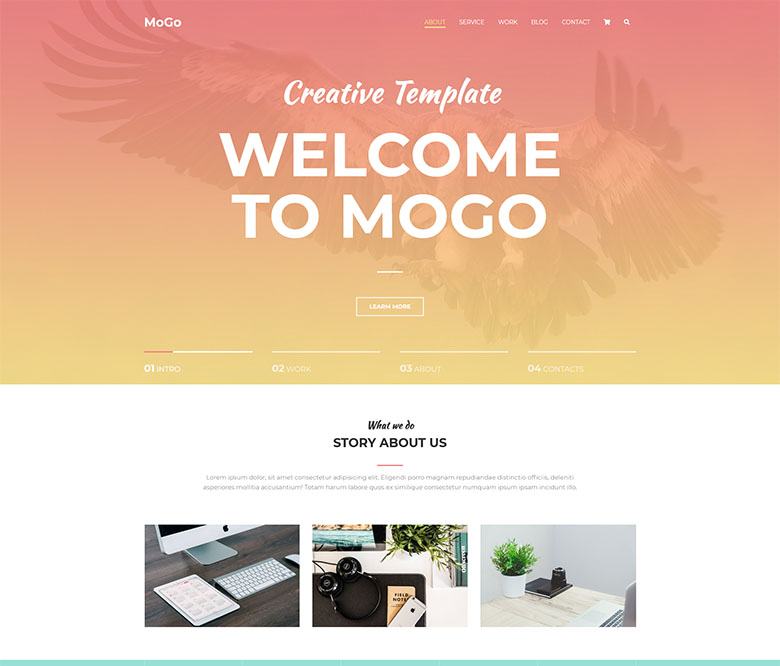 MoGo
ABOUT SERVICE WORK BLOG CONTACT
Creative Template
WELCOME
TO MOGO
LEARN MORE
01 INTRO
02 WORK
03 ABOUT
04 CONTACTS
What we do
STORY ABOUT US
Lorem ipsum dolor, sit amet consectetur adipisicing elit. Eligendi porro magnam repudiandae distinctio officiis, deleniti
asperiores mollitia accusantium! Totam harum labore quos ex similique consectetur numquam ipsum ipsam incidunt illo.
FIELD
NOTES